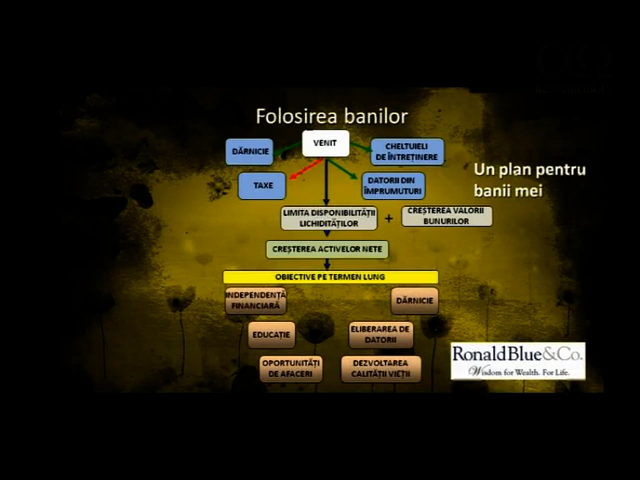 Folosirea banilor
VENIT
DĂRNICIE
CHELTUIELI
DE ÎNTREȚINERE
TAXE
DATORII DIN
ÎMPRUMUTURI
Un plan pentru
banii mei
LIMITA DISPONIBILITĂȚII
LICHIDITĂȚILOR
+
CREȘTEREA VALORII
BUNURILOR
CREȘTEREA ACTIVELOR NETE
OBIECTIVE PE TERMEN LUNG
INDEPENDENȚĂ
FINANCIARĂ
DĂRNICIE
EDUCAȚIE
ELIBERAREA DE
DATORII
OPORTUNITĂȚI
DE AFACERI
DEZVOLTAREA
CALITĂȚII VIEȚII
RonaldBlue&Co.
Wisdom for Wealth. For Life.